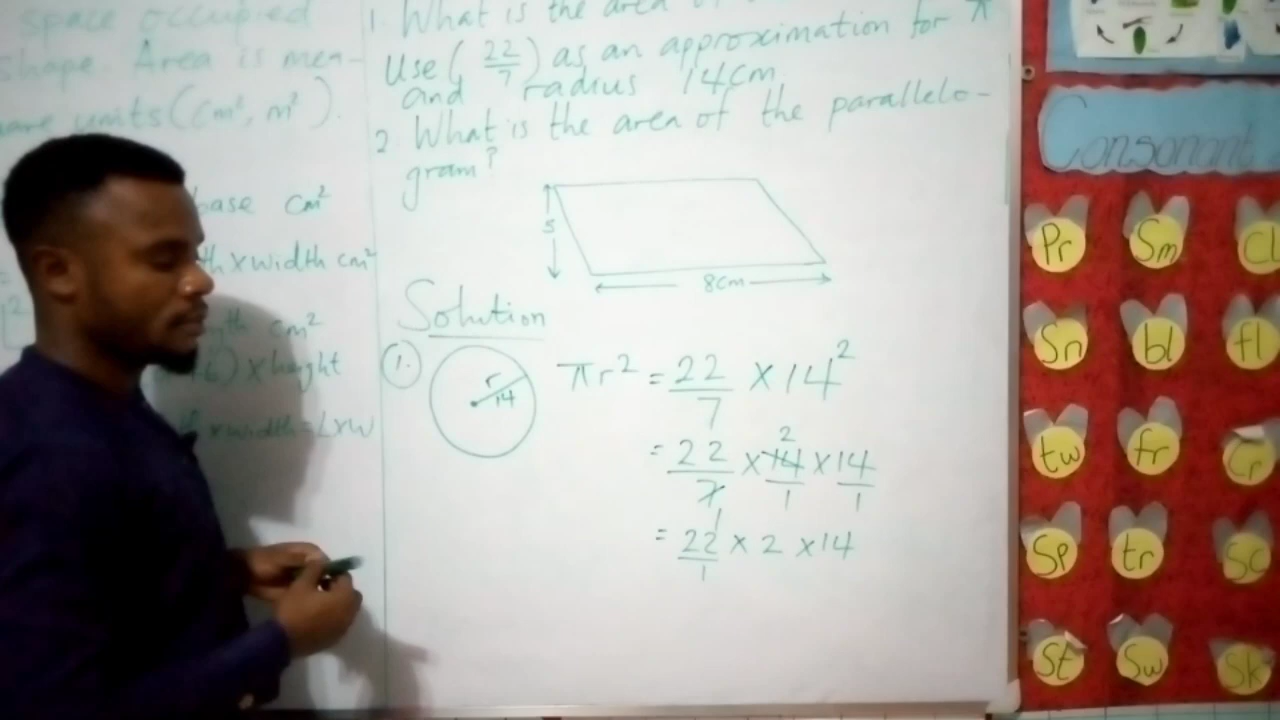 space occupied
shape. Area is mea-
units (cm², m²).
base cm²
x width cm²
cm²
x height
x width = L x W
1. What is the area of
Use (22/7) as an approximation for π
and radius 14cm
2. What is the area of the parallelo-
gram?
5
8cm
Solution
1.
r
14
πr² = 22/7 x 14²
= 22/7 x 14/1 x 14/1
2
1
= 22/1 x 2 x 14
Consonant
Pr Sm Cl
Sn bl fl
tw fr Cr
Sp tr Sc
St Sw Sk